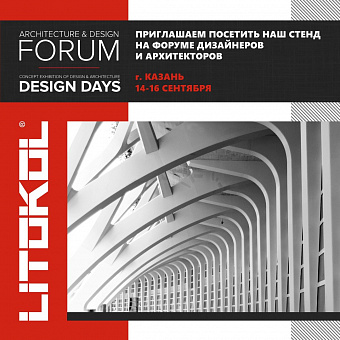 ARCHITECTURE & DESIGN
FORUM
CONCEPT EXHIBITION OF DESIGN & ARCHITECTURE
DESIGN DAYS
ПРИГЛАШАЕМ ПОСЕТИТЬ НАШ СТЕНД
НА ФОРУМЕ ДИЗАЙНЕРОВ
И АРХИТЕКТОРОВ
г. КАЗАНЬ
14-16 СЕНТЯБРЯ
LITOKOL®